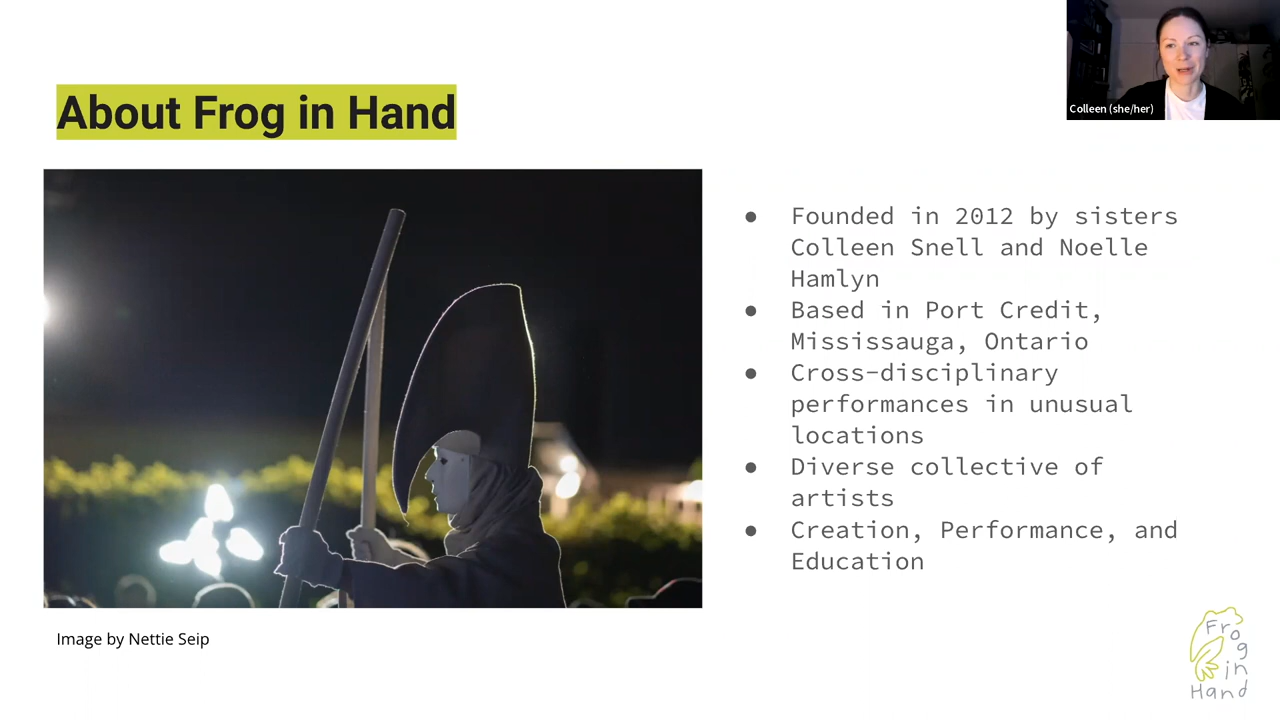 Colleen (she/her)
About Frog in Hand
● Founded in 2012 by sisters
Colleen Snell and Noelle
Hamlyn
● Based in Port Credit,
Mississauga, Ontario
● Cross-disciplinary
performances in unusual
locations
● Diverse collective of
artists
● Creation, Performance, and
Education
Image by Nettie Seip
Frog
in
Hand